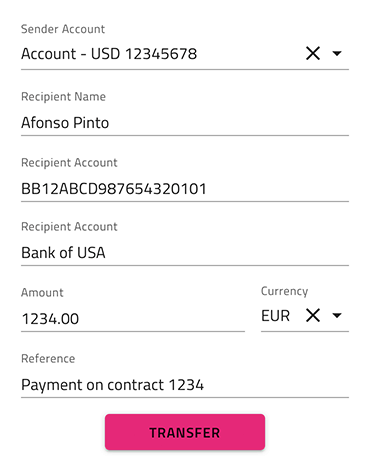 Sender Account
Account - USD 12345678
Recipient Name
Afonso Pinto
Recipient Account
BB12ABCD987654320101
Recipient Account
Bank of USA
Amount
1234.00
Currency
EUR
Reference
Payment on contract 1234
TRANSFER